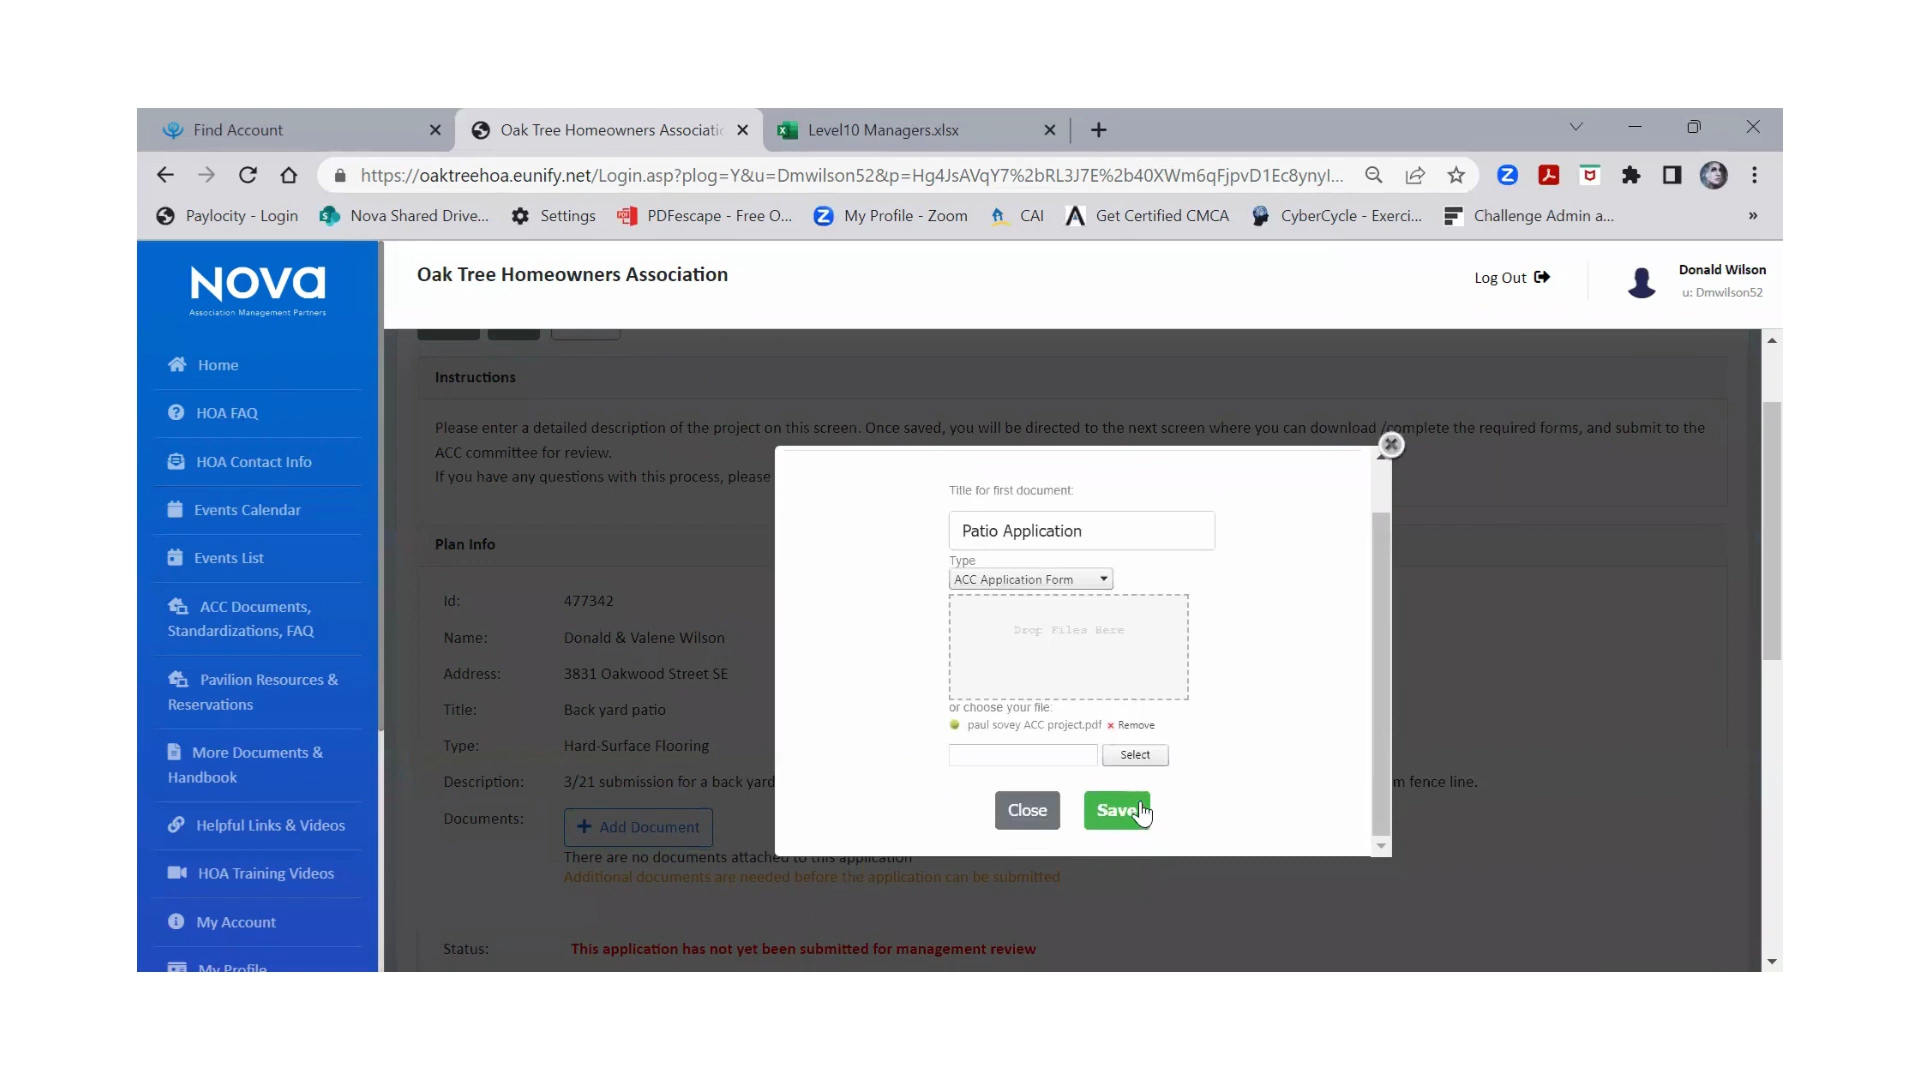 Find Account
Oak Tree Homeowners Associatio
Level10 Managers.xlsx
https://oaktreehoa.eunify.net/Login.asp?plog=Y&u=Dmwilson52&p=Hg4JsAVqY7%2bRL3J7E%2b40XWm6qFjpvD1Ec8ynyI...
Paylocity - Login
Nova Shared Drive...
Settings
PDFescape - Free O...
My Profile - Zoom
CAI
Get Certified CMCA
CyberCycle - Exerci...
Challenge Admin a...
»
NOVA
Association Management Partners
Oak Tree Homeowners Association
Log Out
Donald Wilson
u: Dmwilson52
Home
HOA FAQ
HOA Contact Info
Events Calendar
Events List
ACC Documents,
Standardizations, FAQ
Pavilion Resources &
Reservations
More Documents &
Handbook
Helpful Links & Videos
HOA Training Videos
My Account
My Profile
Instructions
Please enter a detailed description of the project on this screen. Once saved, you will be directed to the next screen where you can download /complete the required forms, and submit to the
ACC committee for review.
If you have any questions with this process, please
Plan Info
Id: 477342
Name: Donald & Valene Wilson
Address: 3831 Oakwood Street SE
Title: Back yard patio
Type: Hard-Surface Flooring
Description: 3/21 submission for a back yard m fence line.
Documents: + Add Document
There are no documents attached to this application
Additional documents are needed before the application can be submitted
Status: This application has not yet been submitted for management review
Title for first document:
Patio Application
Type
ACC Application Form
Drop Files Here
or choose your file:
paul sovey ACC project.pdf × Remove
Select
Close
Save